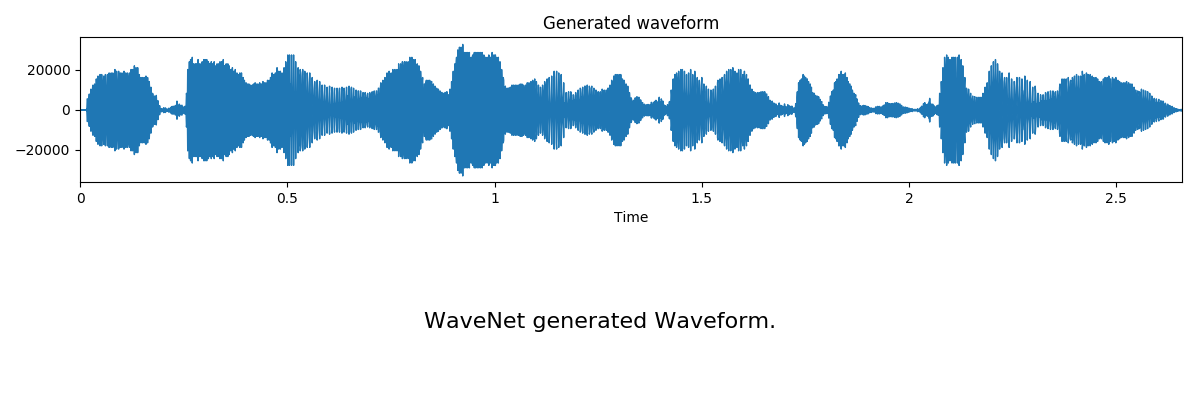 Generated waveform
20000
0
−20000
0 0.5 1 1.5 2 2.5
Time
WaveNet generated Waveform.